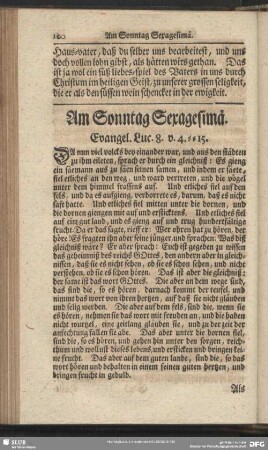 160 Am Sonntag Sexagesimä.
Haus-vater, daß du selber uns bearbeitest, und uns
doch vollen lohn gibst, als hätten wirs gethan. Das
ist ja wol ein süß liebes-spiel des Vaters in uns durch
Christum im heiligen Geist, zu unserer grossen seligkeit,
die er als den süssen wein schencket in der ewigkeit.
Am Sonntag Sexagesimä.
Evangel. Luc. 8. v. 4. ⸗⸗ 15.
DA nun viel volcks bey einander war, und aus den städten
zu ihm eileten, sprach er durch ein gleichniß: Es gieng
ein säemann aus zu säen seinen samen, und indem er säete,
fiel etliches an den weg, und ward vertreten, und die vögel
unter dem himmel frassens auf. Und etliches fiel auf den
fels, und da es aufgieng, verdorrete es, darum, daß es nicht
saft hatte. Und etliches fiel mitten unter die dornen, und
die dornen giengen mit auf und ersticktens. Und etliches fiel
auf ein gut land, und es gieng auf und trug hundertfältige
frucht. Da er das sagte, rieff er: Wer ohren hat zu hören, der
höre. Es fragten ihn aber seine jünger, und sprachen: Was diß
gleichniß wäre? Er aber sprach: Euch ist gegeben zu wissen
das geheimniß des reichs GOttes, den andern aber in gleich-
nissen, daß sie es nicht sehen, ob sie es schon sehen, und nicht
verstehen, ob sie es schon hören. Das ist aber die gleichniß:
der same ist das wort GOttes. Die aber an dem wege sind,
das sind die, so es hören, darnach kommt der teufel, und
nimmt das wort von ihren hertzen, auf daß sie nicht gläuben
und selig werden. Die aber auf dem fels, sind die, wenn sie
es hören, nehmen sie das wort mit freuden an, und die haben
nicht wurzel, eine zeitlang gläuben sie, und zu der zeit der
anfechtung fallen sie abe. Das aber unter die dornen fiel,
sind die, so es hören, und gehen hin unter den sorgen, reich-
thum und wollust dieses lebens, und ersticken und bringen kei-
ne frucht. Das aber auf dem guten lande, sind die, so das
wort hören und behalten in einem feinen guten hertzen, und
bringen frucht in geduld.
Als
SLUB
DFG